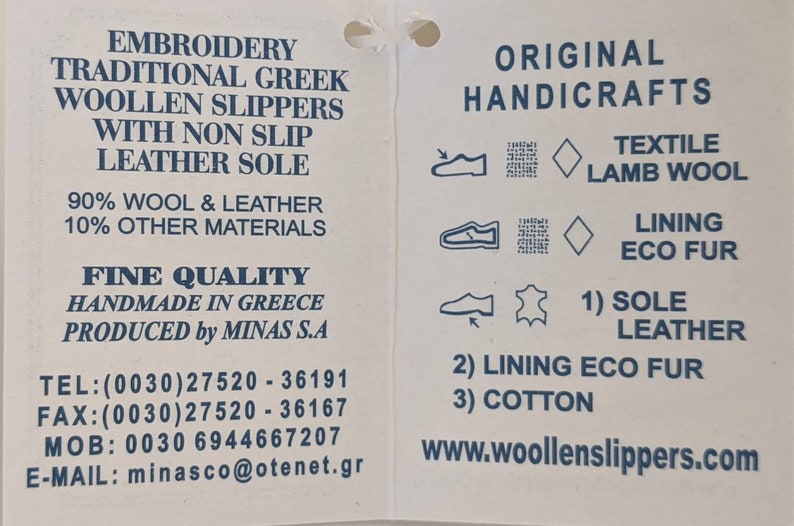 EMBROIDERY
TRADITIONAL GREEK
WOOLLEN SLIPPERS
WITH NON SLIP
LEATHER SOLE
90% WOOL & LEATHER
10% OTHER MATERIALS
FINE QUALITY
HANDMADE IN GREECE
PRODUCED by MINAS S.A
TEL:(0030)27520 - 36191
FAX:(0030)27520 - 36167
MOB: 0030 6944667207
E-MAIL: minasco@otenet.gr
ORIGINAL
HANDICRAFTS
TEXTILE
LAMB WOOL
LINING
ECO FUR
1) SOLE
LEATHER
2) LINING ECO FUR
3) COTTON
www.woollenslippers.com